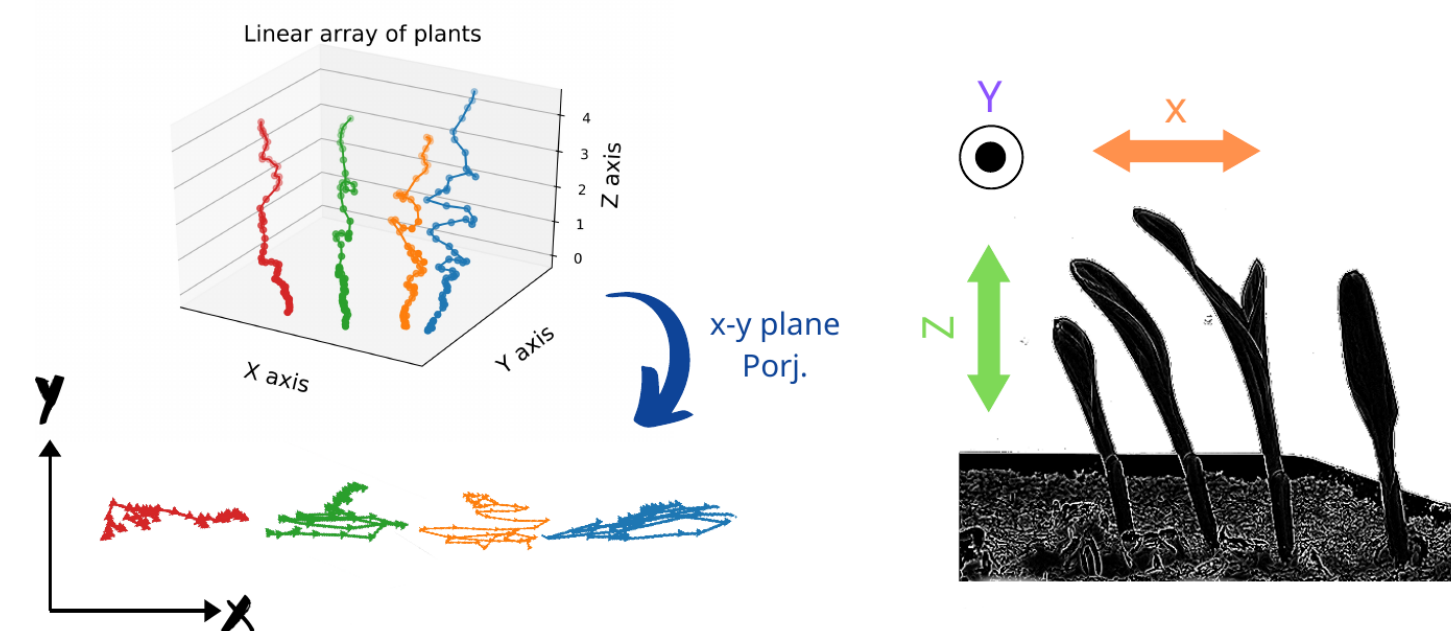 Linear array of plants
4
3
2
1
0
Z axis
Y axis
X axis
x-y plane
Porj.
y
x
Y
x
Z